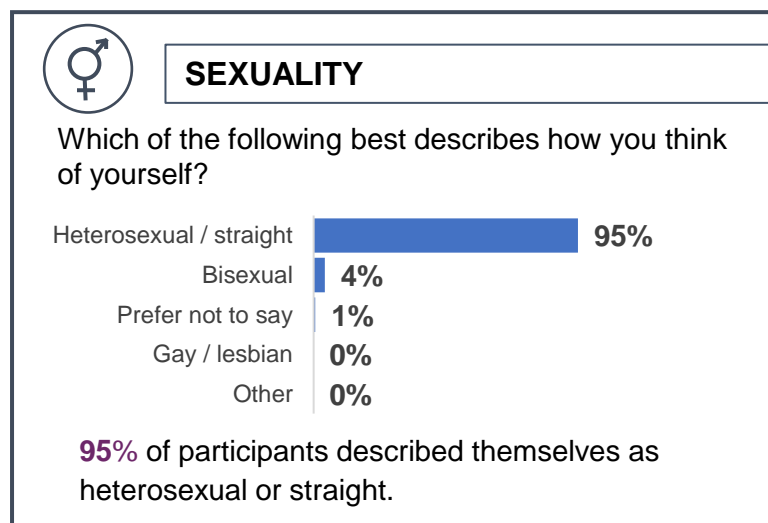 SEXUALITY
Which of the following best describes how you think
of yourself?
Heterosexual / straight 95%
Bisexual 4%
Prefer not to say 1%
Gay / lesbian 0%
Other 0%
95% of participants described themselves as
heterosexual or straight.